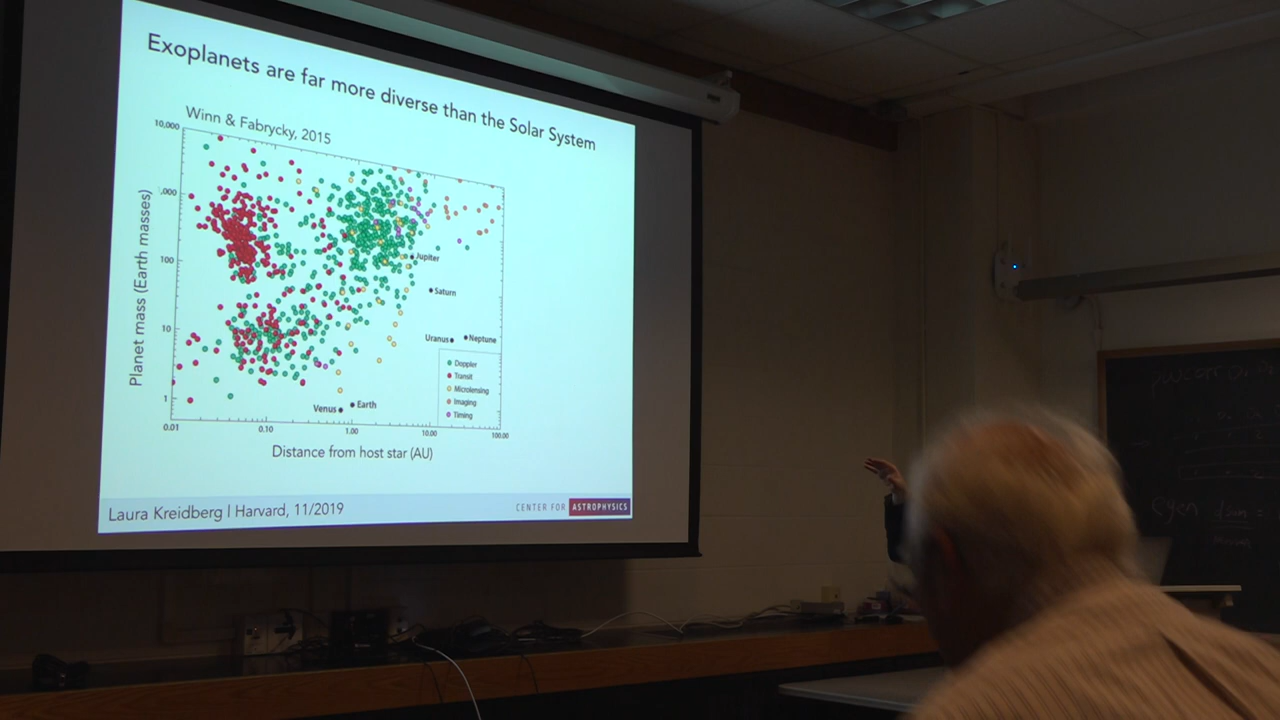 Exoplanets are far more diverse than the Solar System
Winn & Fabrycky, 2015
10,000
,000
100
10
1
Planet mass (Earth masses)
Jupiter
Saturn
Uranus
Neptune
Doppler
Transit
Microlensing
Imaging
Timing
Venus
Earth
0.01
0.10
1.00
10.00
100.00
Distance from host star (AU)
Laura Kreidberg | Harvard, 11/2019
CENTER FOR ASTROPHYSICS